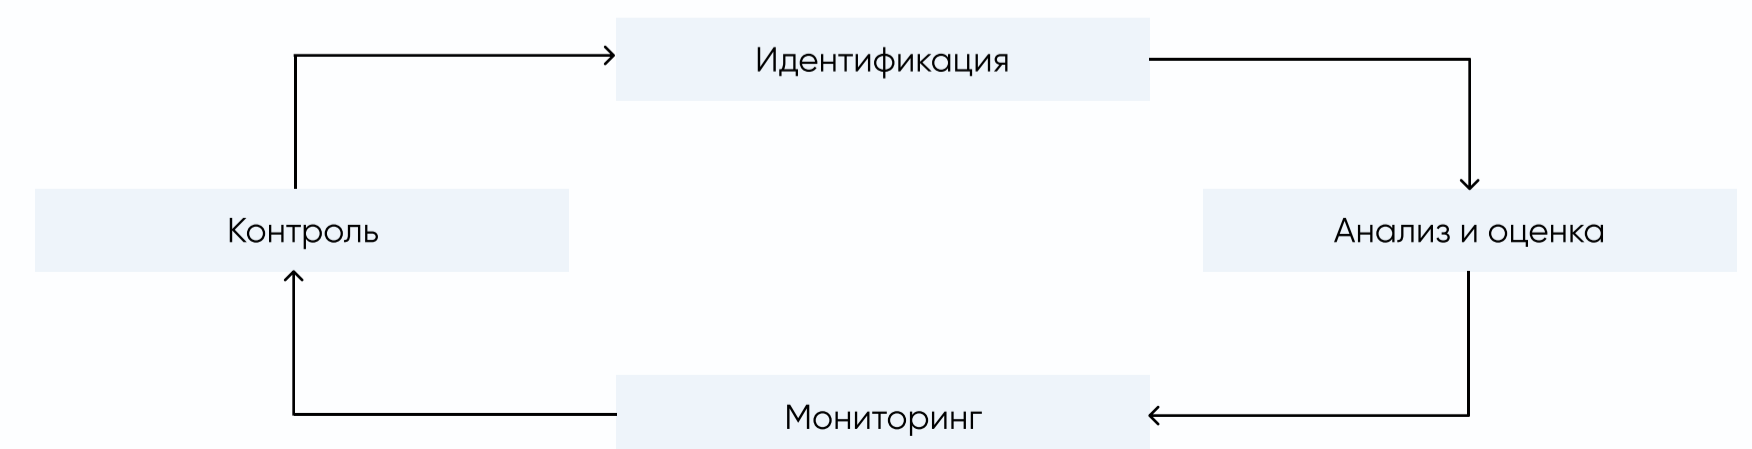 Идентификация
Контроль
Анализ и оценка
Мониторинг